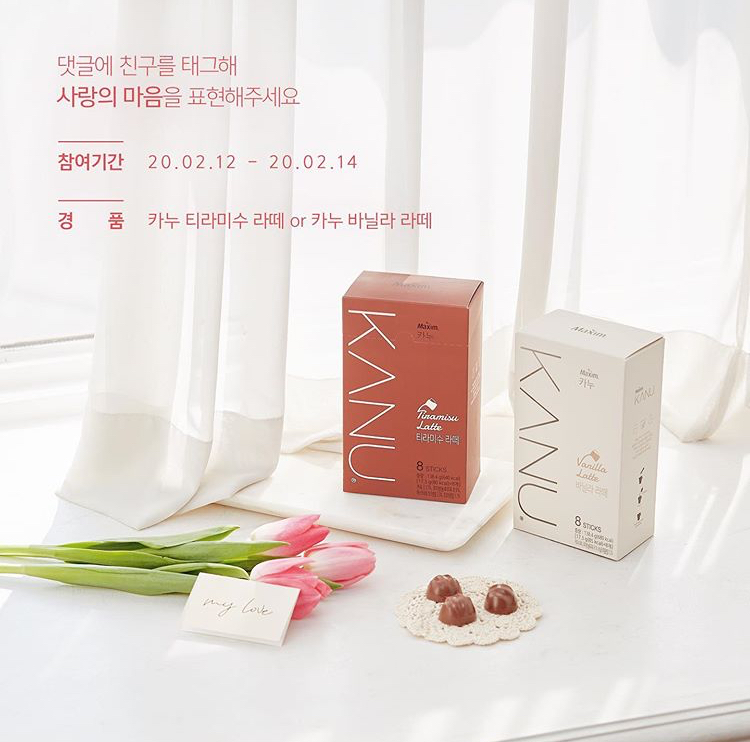 댓글에 친구를 태그해
사랑의 마음을 표현해주세요
참여기간 20.02.12 - 20.02.14
경 품 카누 티라미수 라떼 or 카누 바닐라 라떼
Maxim
카누
KANU®
Tiramisu
Latte
티라미수 라떼
8 STICKS
Maxim
Maxim
카누
KANU®
Vanilla
Latte
바닐라 라떼
8 STICKS
KANU
my love